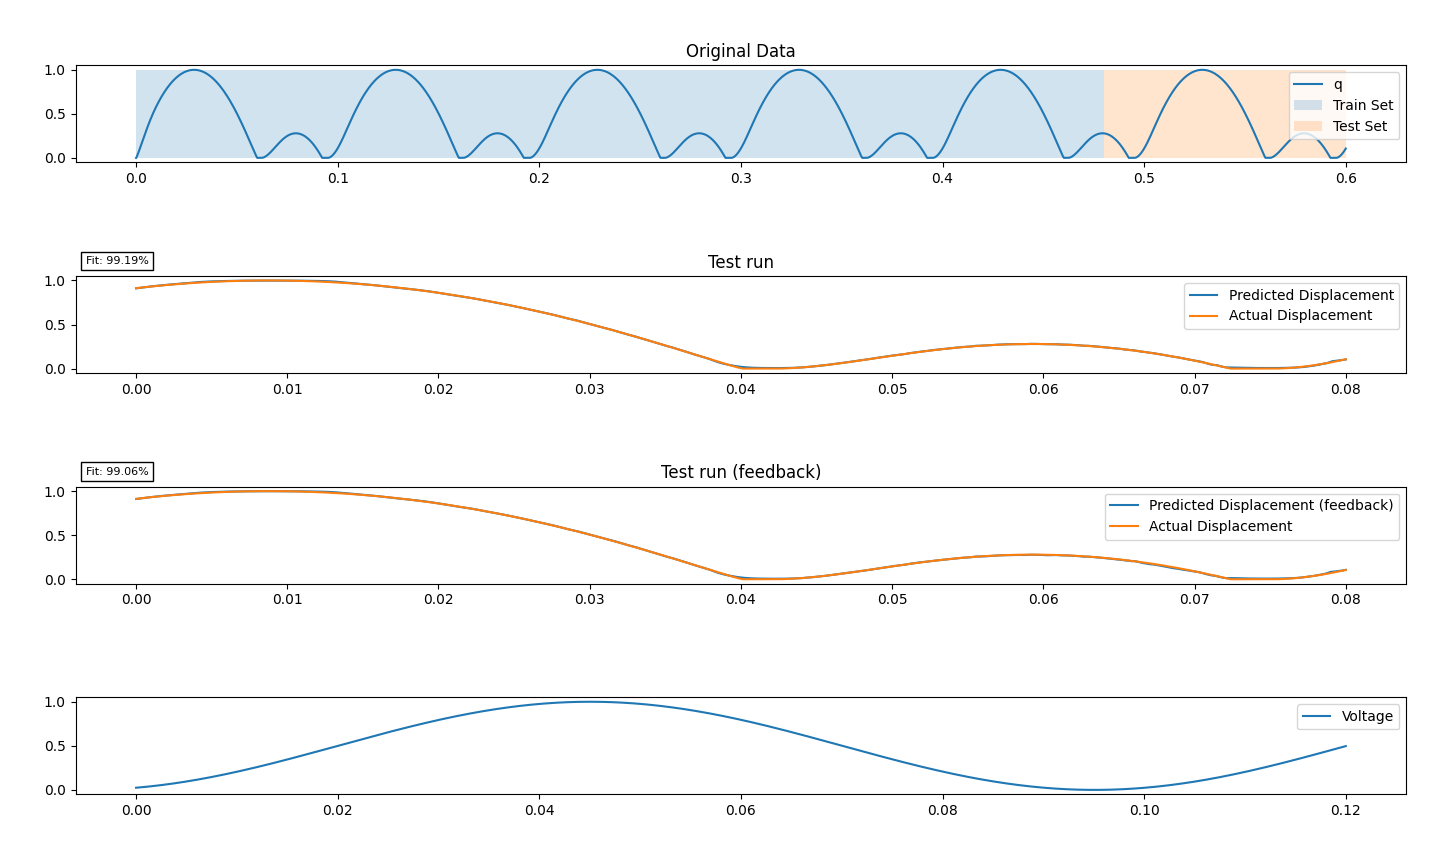 Original Data
1.0
0.5
0.0
q
Train Set
Test Set
0.0 0.1 0.2 0.3 0.4 0.5 0.6
Fit: 99.19%
Test run
1.0
0.5
0.0
Predicted Displacement
Actual Displacement
0.00 0.01 0.02 0.03 0.04 0.05 0.06 0.07 0.08
Fit: 99.06%
Test run (feedback)
1.0
0.5
0.0
Predicted Displacement (feedback)
Actual Displacement
0.00 0.01 0.02 0.03 0.04 0.05 0.06 0.07 0.08
1.0
0.5
0.0
Voltage
0.00 0.02 0.04 0.06 0.08 0.10 0.12